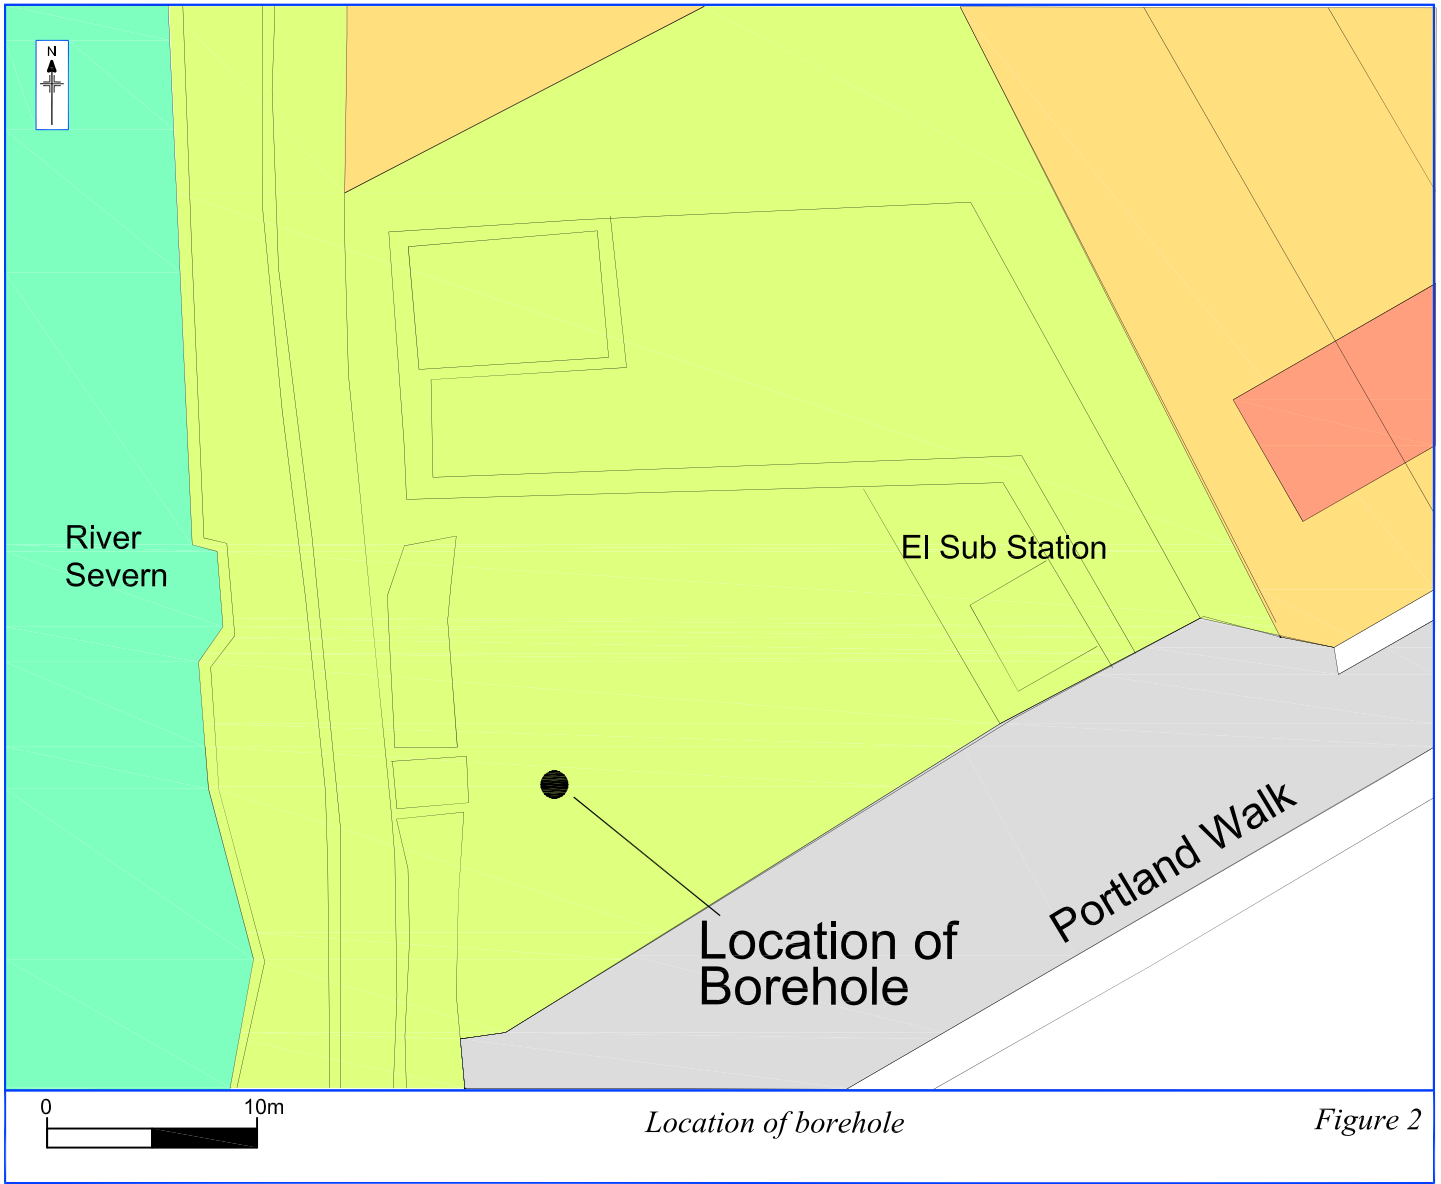 N
River
Severn
El Sub Station
Portland Walk
Location of
Borehole
0 10m
Location of borehole
Figure 2